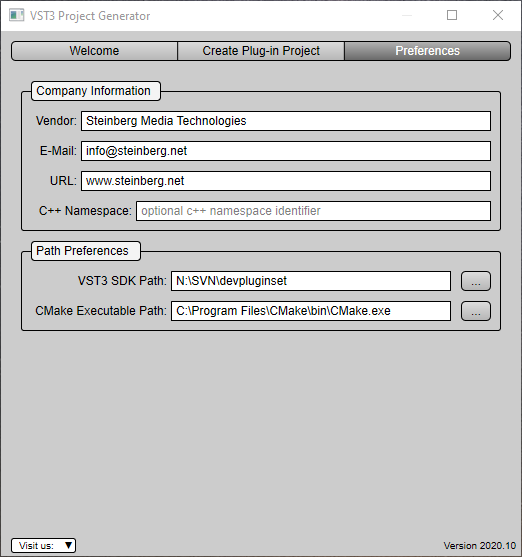 VST3 Project Generator
Welcome
Create Plug-in Project
Preferences
Company Information
Vendor: Steinberg Media Technologies
E-Mail: info@steinberg.net
URL: www.steinberg.net
C++ Namespace: optional c++ namespace identifier
Path Preferences
VST3 SDK Path: N:\SVN\devpluginset ...
CMake Executable Path: C:\Program Files\CMake\bin\CMake.exe ...
Visit us:
Version 2020.10